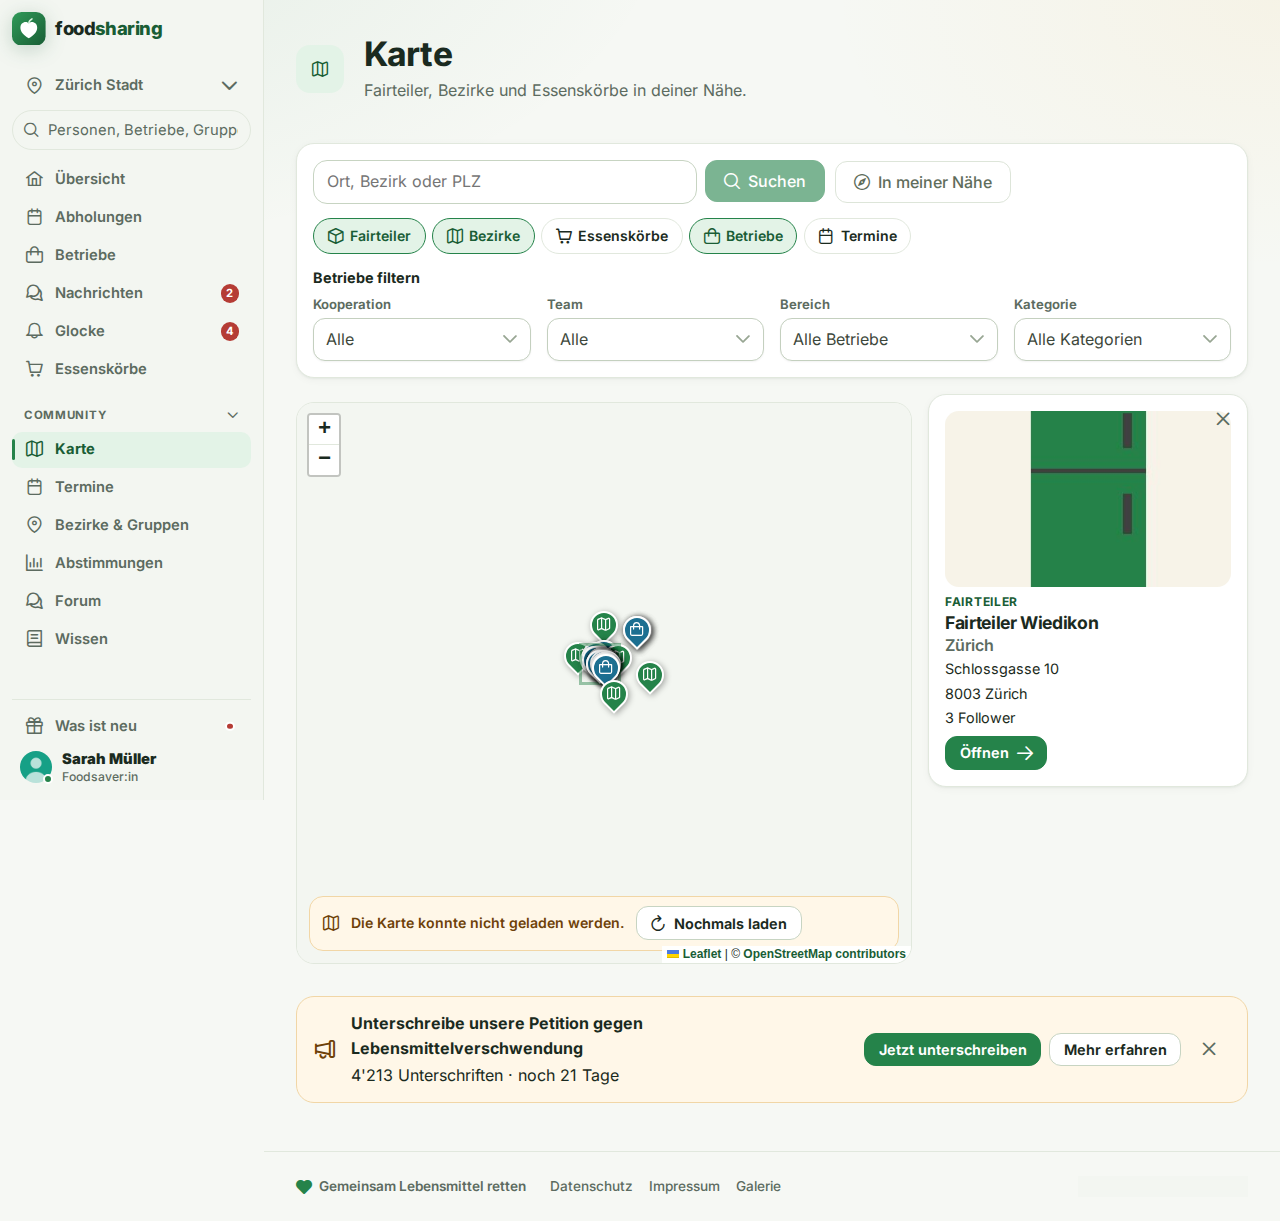 foodsharing
Zürich Stadt
Personen, Betriebe, Grupp
Übersicht
Abholungen
Betriebe
Nachrichten 2
Glocke 4
Essenskörbe
COMMUNITY
Karte
Termine
Bezirke & Gruppen
Abstimmungen
Forum
Wissen
Was ist neu
Sarah Müller
Foodsaver:in
Karte
Fairteiler, Bezirke und Essenskörbe in deiner Nähe.
Ort, Bezirk oder PLZ Suchen In meiner Nähe
Fairteiler Bezirke Essenskörbe Betriebe Termine
Betriebe filtern
Kooperation Team Bereich Kategorie
Alle Alle Alle Betriebe Alle Kategorien
+
−
Die Karte konnte nicht geladen werden. Nochmals laden
Leaflet | © OpenStreetMap contributors
FAIRTEILER
Fairteiler Wiedikon
Zürich
Schlossgasse 10
8003 Zürich
3 Follower
Öffnen
Unterschreibe unsere Petition gegen
Lebensmittelverschwendung
4'213 Unterschriften · noch 21 Tage
Jetzt unterschreiben Mehr erfahren
Gemeinsam Lebensmittel retten Datenschutz Impressum Galerie